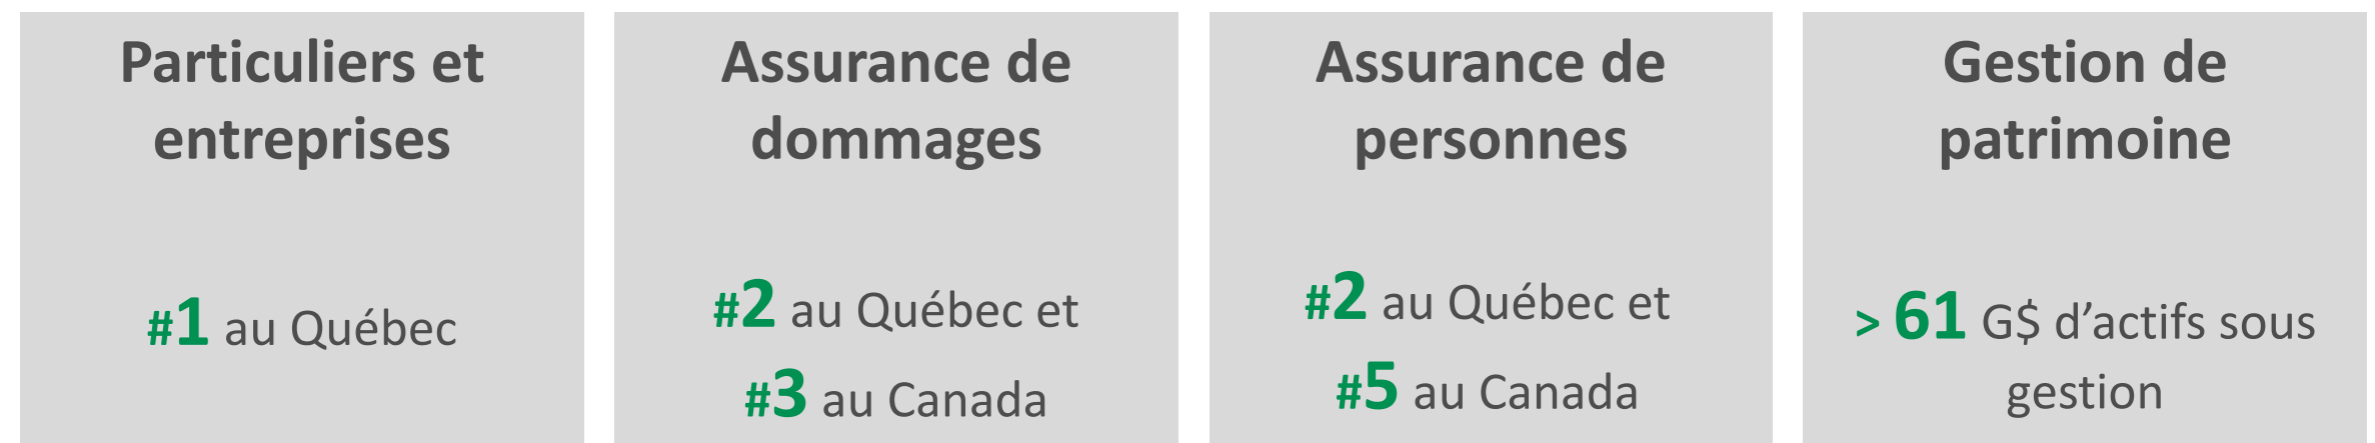 Particuliers et
entreprises
#1 au Québec
Assurance de
dommages
#2 au Québec et
#3 au Canada
Assurance de
personnes
#2 au Québec et
#5 au Canada
Gestion de
patrimoine
> 61 G$ d’actifs sous
gestion